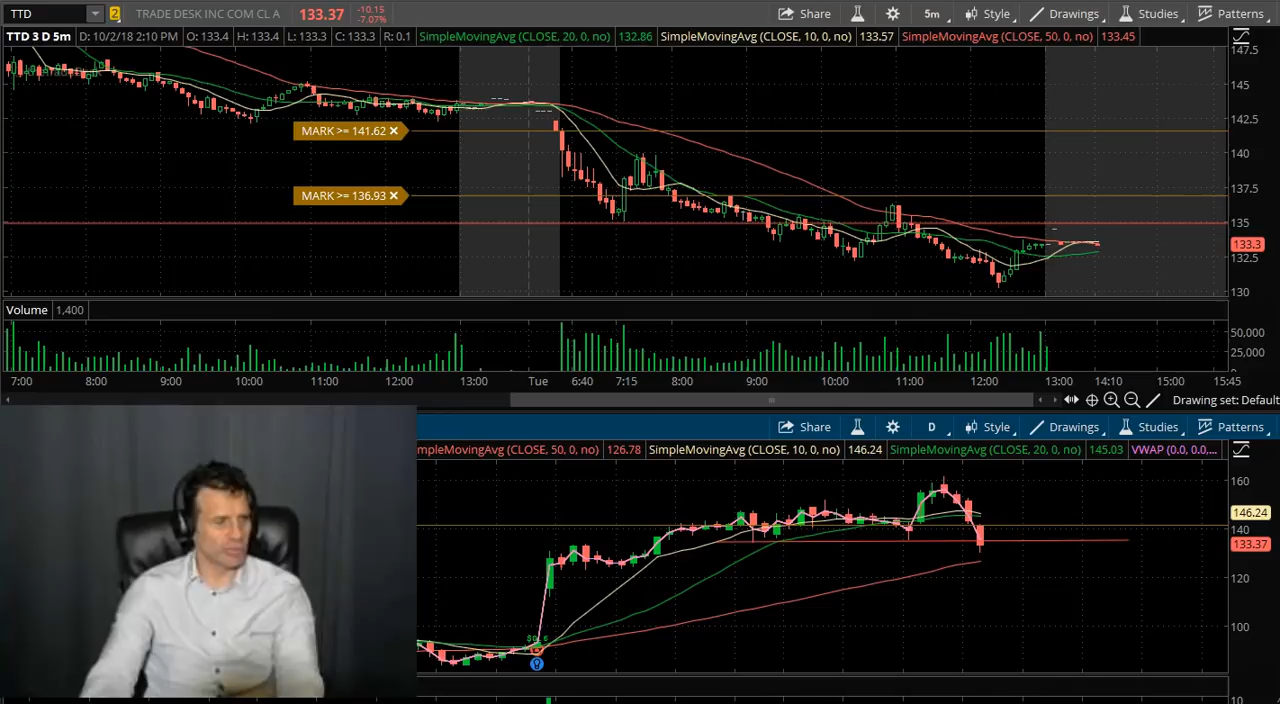 TTD 2 TRADE DESK INC COM CL A 133.37 -10.15 -7.07% Share 5m Style Drawings Studies Patterns
TTD 3 D 5m D: 10/2/18 2:10 PM O: 133.4 H: 133.4 L: 133.3 C: 133.3 R: 0.1 SimpleMovingAvg (CLOSE, 20, 0, no) 132.86 SimpleMovingAvg (CLOSE, 10, 0, no) 133.57 SimpleMovingAvg (CLOSE, 50, 0, no) 133.45
147.5
145
142.5
MARK >= 141.62 ×
140
137.5
MARK >= 136.93 ×
135
133.3
132.5
130
Volume 1,400
50,000
25,000
7:00 8:00 9:00 10:00 11:00 12:00 13:00 Tue 6:40 7:15 8:00 9:00 10:00 11:00 12:00 13:00 14:10 15:00 15:45
Drawing set: Default
Share D Style Drawings Studies Patterns
mpleMovingAvg (CLOSE, 50, 0, no) 126.78 SimpleMovingAvg (CLOSE, 10, 0, no) 146.24 SimpleMovingAvg (CLOSE, 20, 0, no) 145.03 VWAP (0.0, 0.0,...
160
146.24
140
133.37
120
100
10